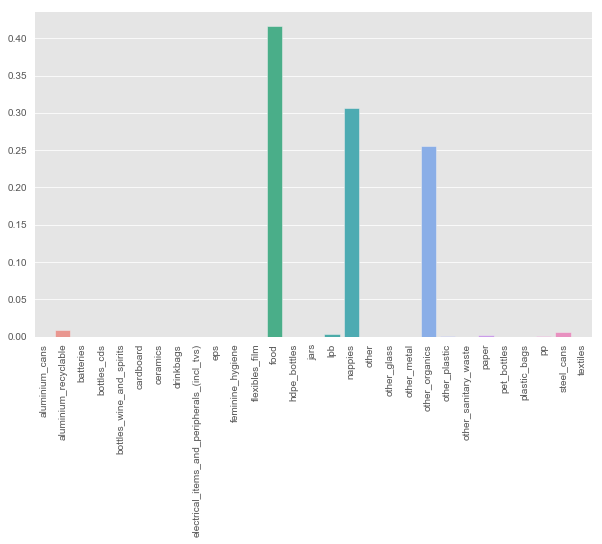 0.40
0.35
0.30
0.25
0.20
0.15
0.10
0.05
0.00
aluminium_cans
aluminium_recyclable
batteries
bottles_cds
bottles_wine_and_spirits
cardboard
ceramics
drinkbags
electrical_items_and_peripherals_(incl_tvs)
eps
feminine_hygiene
flexibles_film
food
hdpe_bottles
jars
lpb
nappies
other
other_glass
other_metal
other_organics
other_plastic
other_sanitary_waste
paper
pet_bottles
plastic_bags
pp
steel_cans
textiles